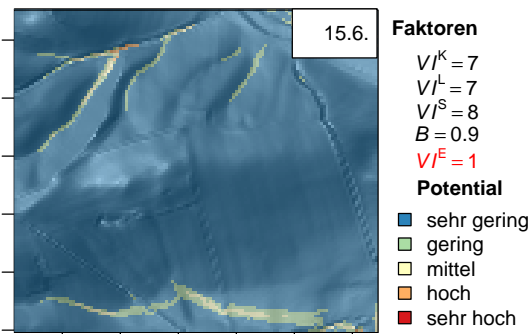 15.6.
Faktoren
VI^K = 7
VI^L = 7
VI^S = 8
B = 0.9
VI^E = 1
Potential
sehr gering
gering
mittel
hoch
sehr hoch